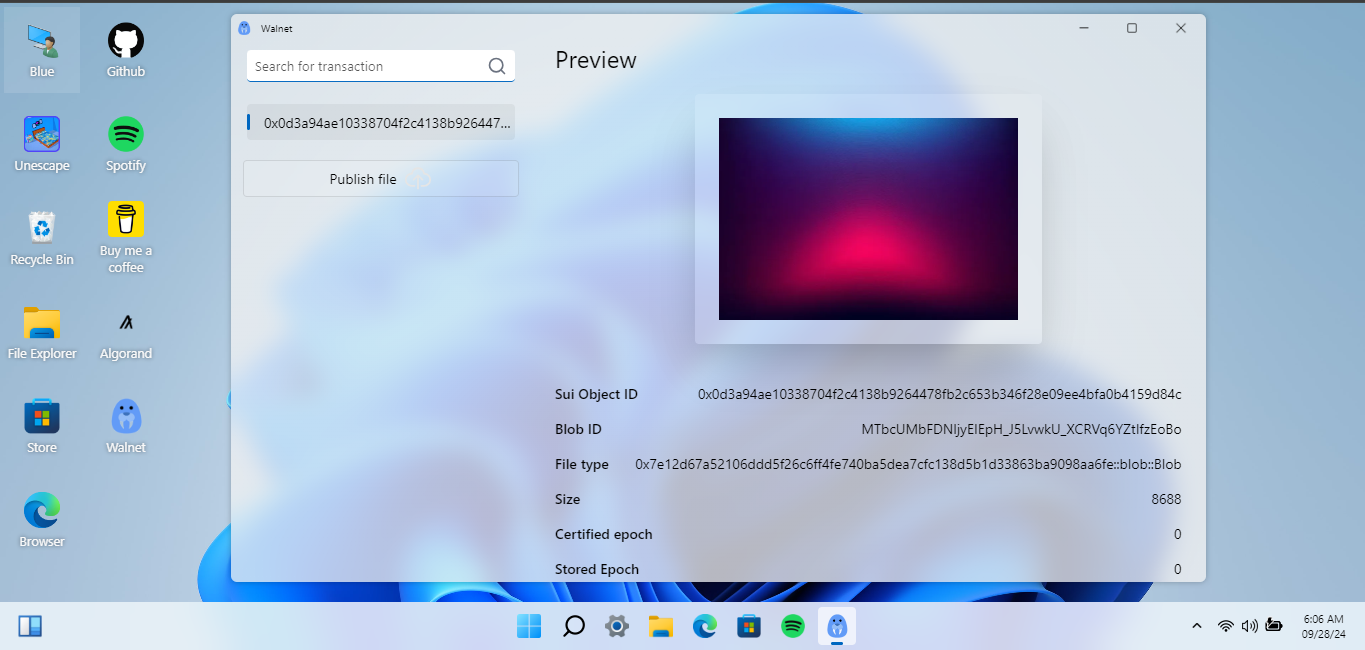 Blue
Github
Unescape
Spotify
Recycle Bin
Buy me a
coffee
File Explorer
Algorand
Store
Walnet
Browser
Walnet
Search for transaction
0x0d3a94ae10338704f2c4138b926447...
Publish file
Preview
Sui Object ID 0x0d3a94ae10338704f2c4138b9264478fb2c653b346f28e09ee4bfa0b4159d84c
Blob ID MTbcUMbFDNIjyEIEpH_J5LvwkU_XCRVq6YZtIfzEoBo
File type 0x7e12d67a52106ddd5f26c6ff4fe740ba5dea7cfc138d5b1d33863ba9098aa6fe::blob::Blob
Size 8688
Certified epoch 0
Stored Epoch 0
6:06 AM
09/28/24